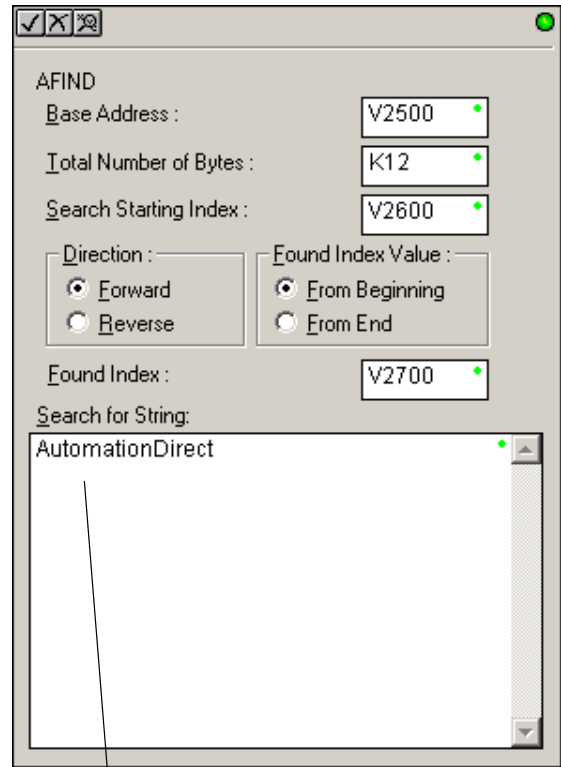 AFIND
Base Address : V2500
Total Number of Bytes : K12
Search Starting Index : V2600
Direction : Found Index Value :
Forward From Beginning
Reverse From End
Found Index : V2700
Search for String:
AutomationDirect